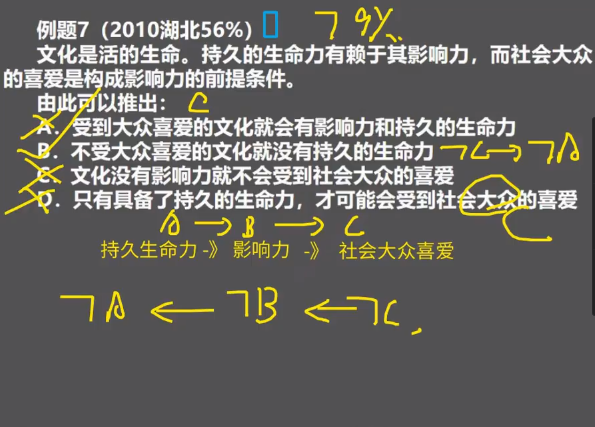 例题7（2010湖北56%） 79%
文化是活的生命。持久的生命力有赖于其影响力，而社会大众
的喜爱是构成影响力的前提条件。
由此可以推出： C
A．受到大众喜爱的文化就会有影响力和持久的生命力
B．不受大众喜爱的文化就没有持久的生命力 ¬C→¬A
C．文化没有影响力就不会受到社会大众的喜爱
D．只有具备了持久的生命力，才可能会受到社会大众的喜爱
A → B → C
持久生命力 -》 影响力 -》 社会大众喜爱
¬A ← ¬B ← ¬C